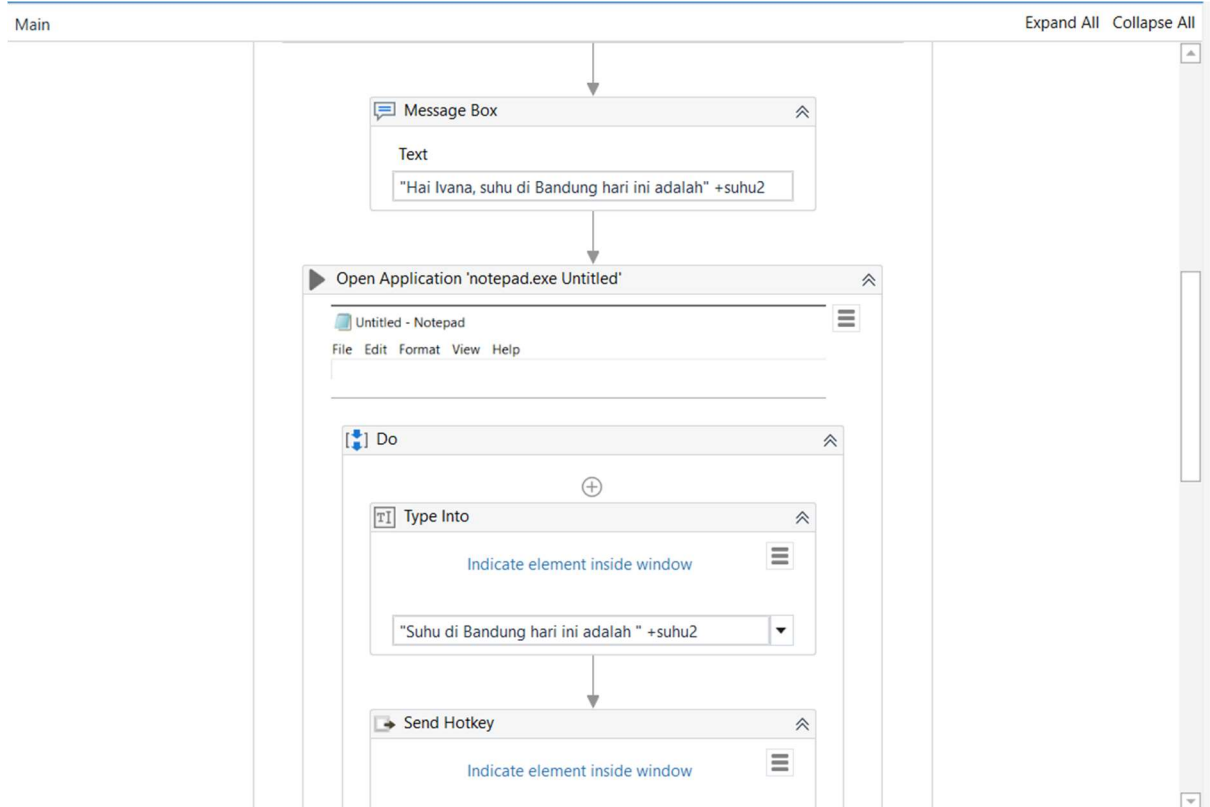 Main Expand All Collapse All
Message Box
Text
"Hai Ivana, suhu di Bandung hari ini adalah" +suhu2
Open Application 'notepad.exe Untitled'
Untitled - Notepad
File Edit Format View Help
Do
TI Type Into
Indicate element inside window
"Suhu di Bandung hari ini adalah " +suhu2
Send Hotkey
Indicate element inside window